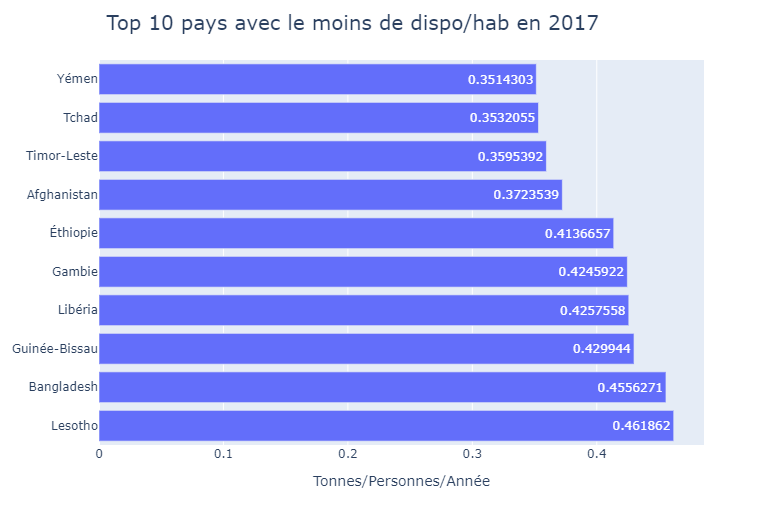 Top 10 pays avec le moins de dispo/hab en 2017
Yémen 0.3514303
Tchad 0.3532055
Timor-Leste 0.3595392
Afghanistan 0.3723539
Éthiopie 0.4136657
Gambie 0.4245922
Libéria 0.4257558
Guinée-Bissau 0.429944
Bangladesh 0.4556271
Lesotho 0.461862
0 0.1 0.2 0.3 0.4
Tonnes/Personnes/Année